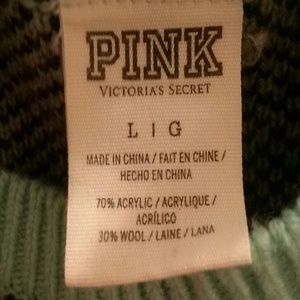 PINK
VICTORIA'S SECRET
L | G
MADE IN CHINA / FAIT EN CHINE /
HECHO EN CHINA
70% ACRYLIC / ACRYLIQUE /
ACRÍLICO
30% WOOL / LAINE / LANA